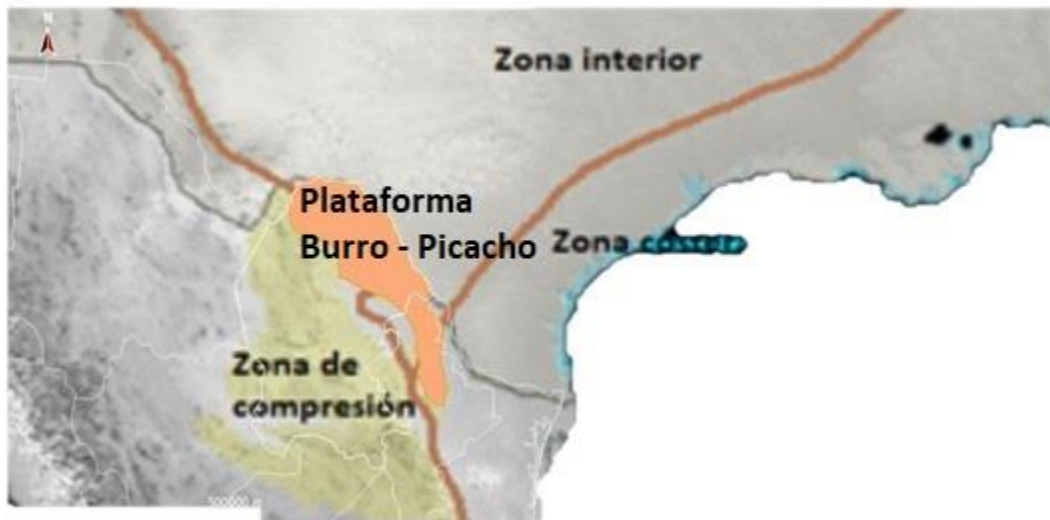 N
Zona interior
Plataforma
Burro - Picacho
Zona
Zona de
compresión